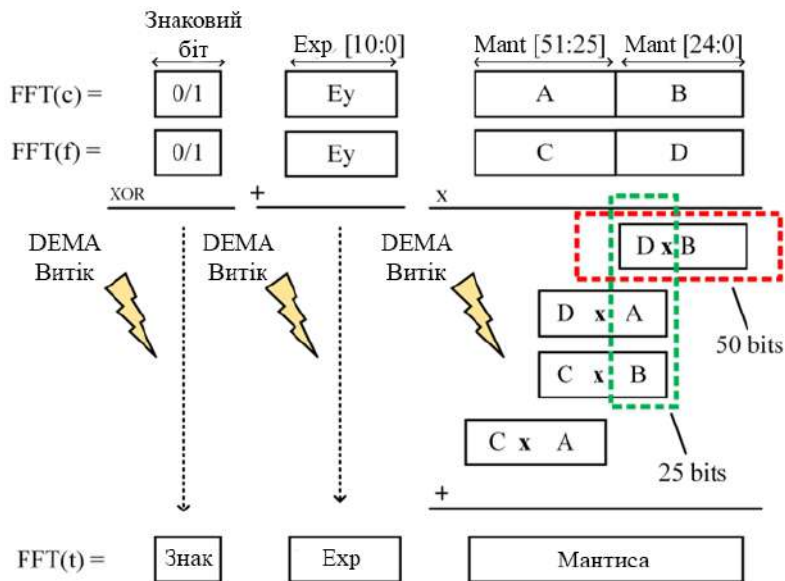 Знаковий біт Exp [10:0] Mant [51:25] Mant [24:0]
FFT(c) = 0/1 Ey A B
FFT(f) = 0/1 Ey C D
XOR + x
DEMA Витік DEMA Витік DEMA Витік D x B
D x A 50 bits
C x B
C x A 25 bits
+
FFT(t) = Знак Exp Мантиса